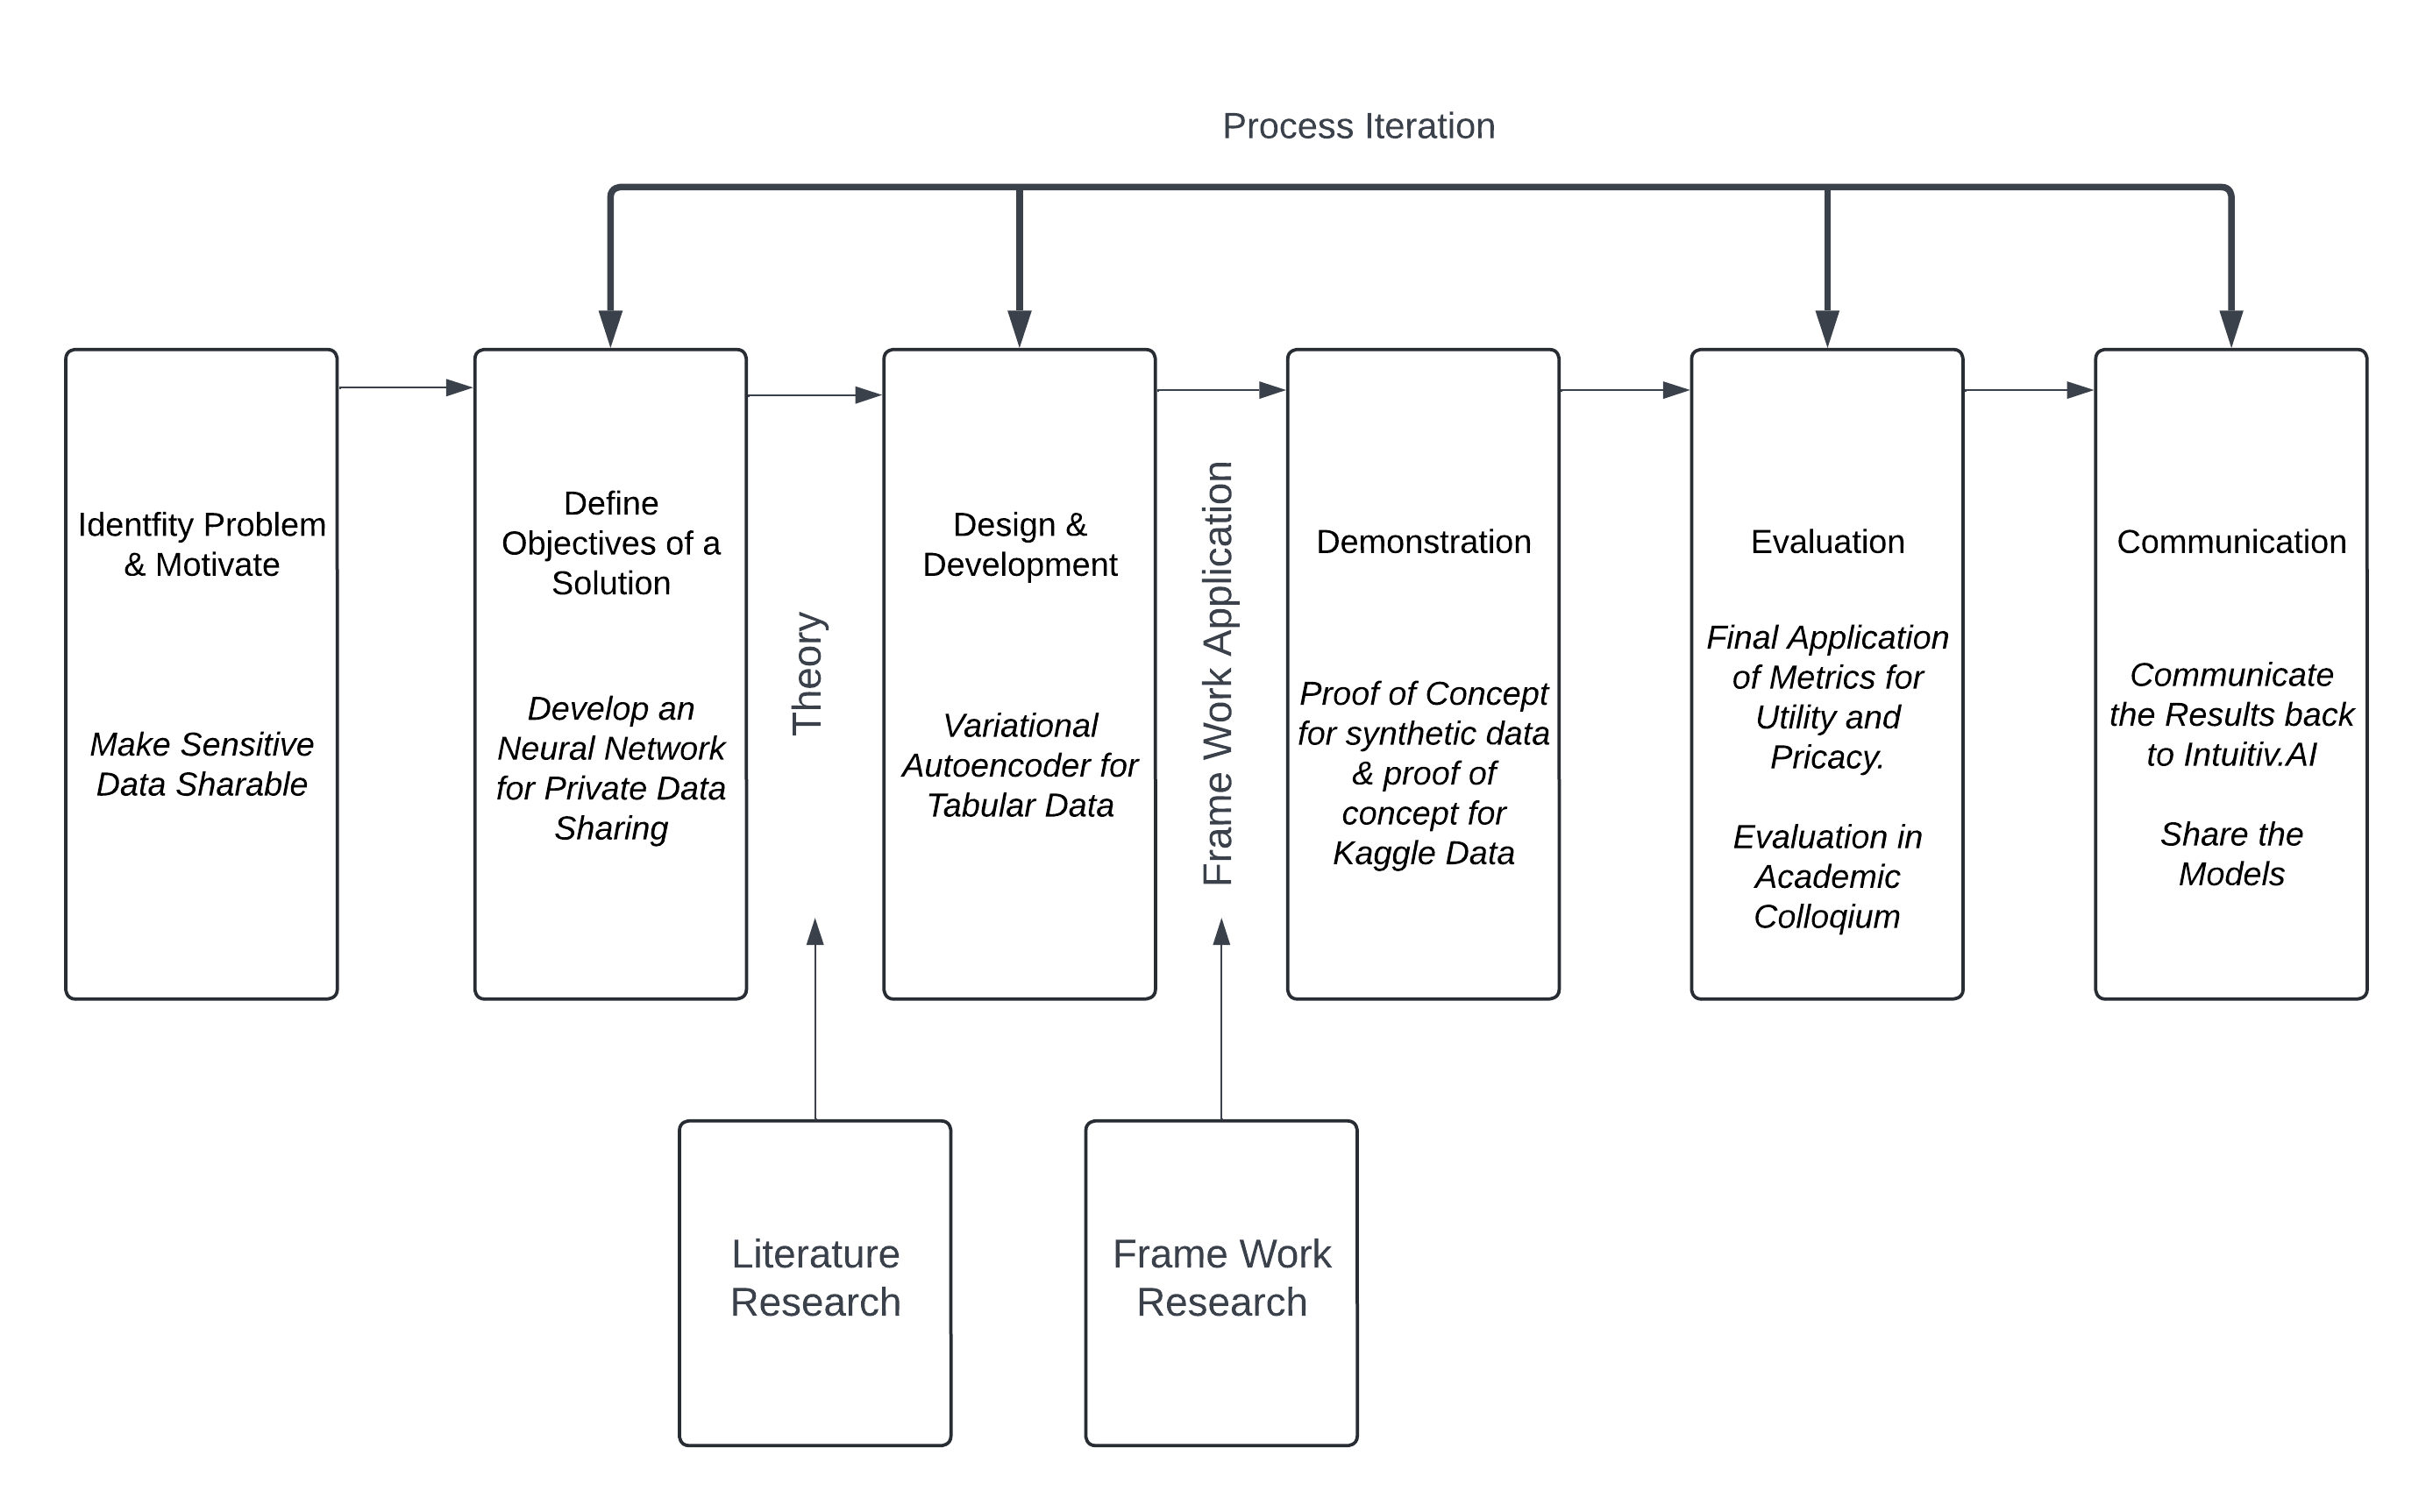 Process Iteration
Identfity Problem
& Motivate
Make Sensitive
Data Sharable
Define
Objectives of a
Solution
Develop an
Neural Network
for Private Data
Sharing
Theory
Design &
Development
Variational
Autoencoder for
Tabular Data
Frame Work Application
Demonstration
Proof of Concept
for synthetic data
& proof of
concept for
Kaggle Data
Evaluation
Final Application
of Metrics for
Utility and
Pricacy.
Evaluation in
Academic
Colloqium
Communication
Communicate
the Results back
to Intuitiv.AI
Share the
Models
Literature
Research
Frame Work
Research